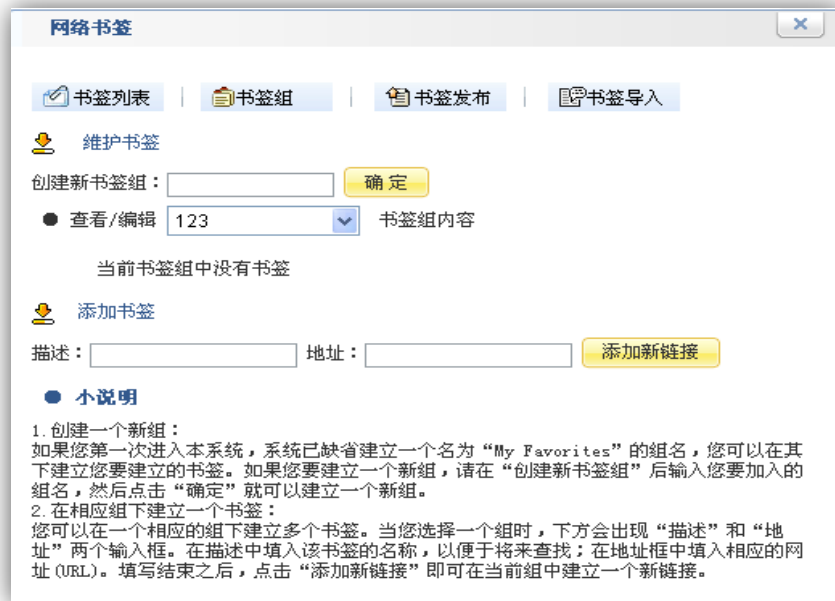 网络书签
书签列表 | 书签组 | 书签发布 | 书签导入
维护书签
创建新书签组： 确 定
查看/编辑 123 书签组内容
当前书签组中没有书签
添加书签
描述： 地址： 添加新链接
小说明
1.创建一个新组：
如果您第一次进入本系统，系统已缺省建立一个名为“My Favorites”的组名，您可以在其
下建立您要建立的书签。如果您要建立一个新组，请在“创建新书签组”后输入您要加入的
组名，然后点击“确定”就可以建立一个新组。
2.在相应组下建立一个书签：
您可以在一个相应的组下建立多个书签。当您选择一个组时，下方会出现“描述”和“地
址”两个输入框。在描述中填入该书签的名称，以便于将来查找；在地址框中填入相应的网
址(URL)。填写结束之后，点击“添加新链接”即可在当前组中建立一个新链接。